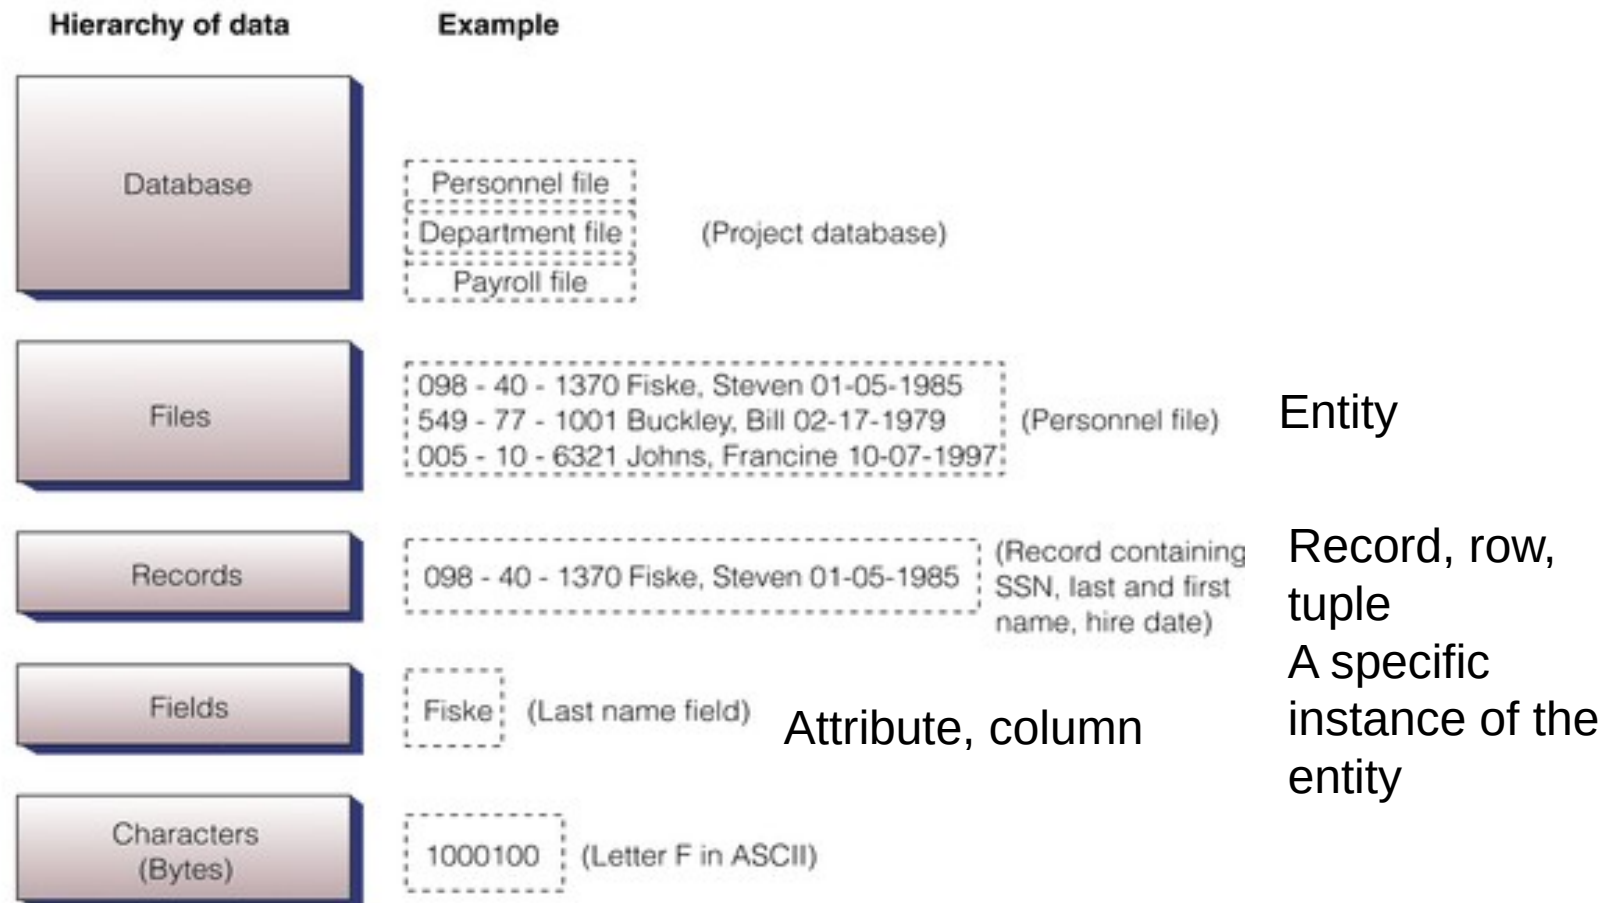 Hierarchy of data
Example
Database
Personnel file
Department file
Payroll file
(Project database)
Files
098 - 40 - 1370 Fiske, Steven 01-05-1985
549 - 77 - 1001 Buckley, Bill 02-17-1979
005 - 10 - 6321 Johns, Francine 10-07-1997
(Personnel file)
Entity
Records
098 - 40 - 1370 Fiske, Steven 01-05-1985
(Record containing
SSN, last and first
name, hire date)
Record, row,
tuple
A specific
instance of the
entity
Fields
Fiske
(Last name field)
Attribute, column
Characters
(Bytes)
1000100
(Letter F in ASCII)